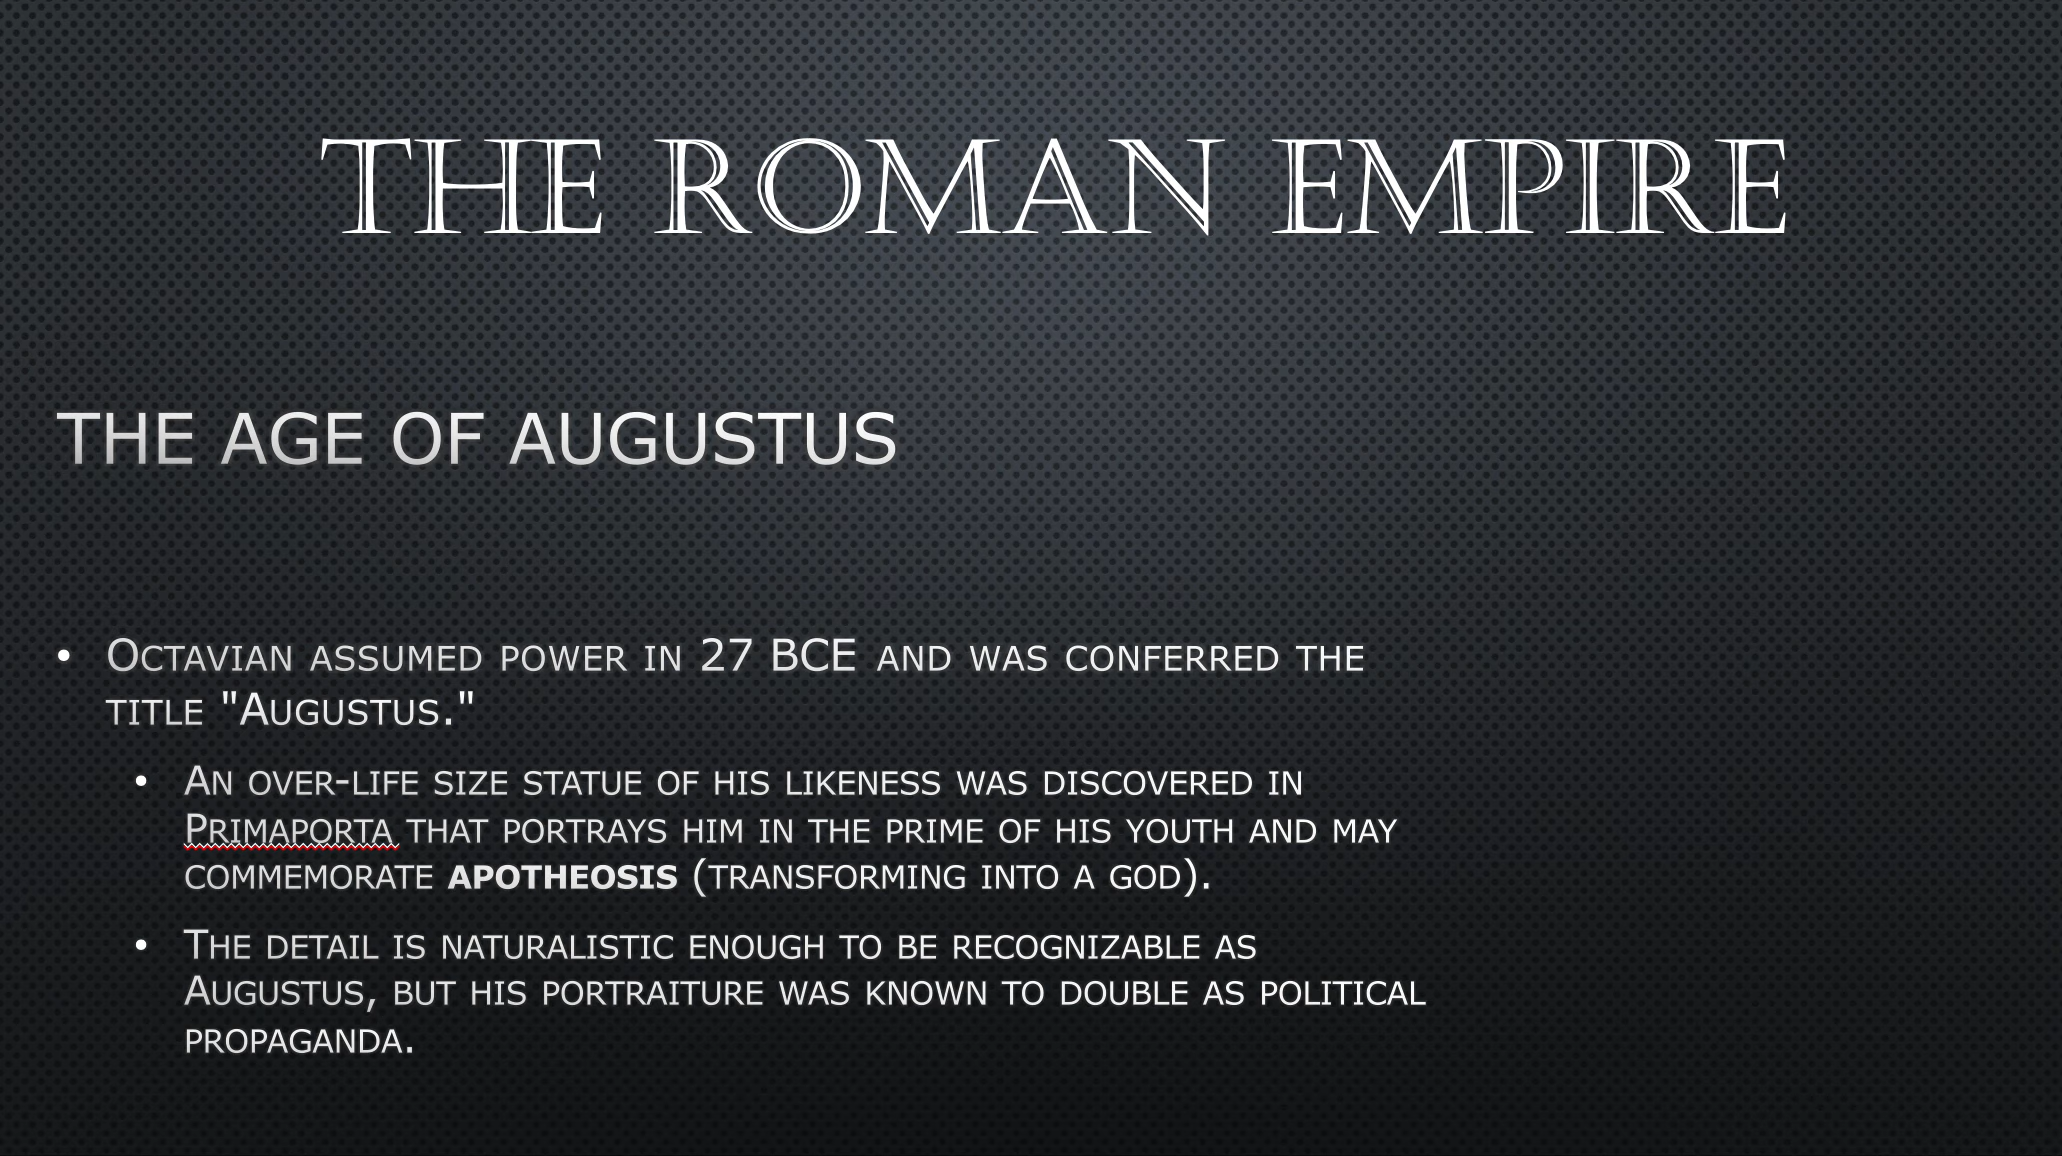 THE ROMAN EMPIRE
THE AGE OF AUGUSTUS
• OCTAVIAN ASSUMED POWER IN 27 BCE AND WAS CONFERRED THE
TITLE "AUGUSTUS."
• AN OVER-LIFE SIZE STATUE OF HIS LIKENESS WAS DISCOVERED IN
PRIMAPORTA THAT PORTRAYS HIM IN THE PRIME OF HIS YOUTH AND MAY
COMMEMORATE APOTHEOSIS (TRANSFORMING INTO A GOD).
• THE DETAIL IS NATURALISTIC ENOUGH TO BE RECOGNIZABLE AS
AUGUSTUS, BUT HIS PORTRAITURE WAS KNOWN TO DOUBLE AS POLITICAL
PROPAGANDA.